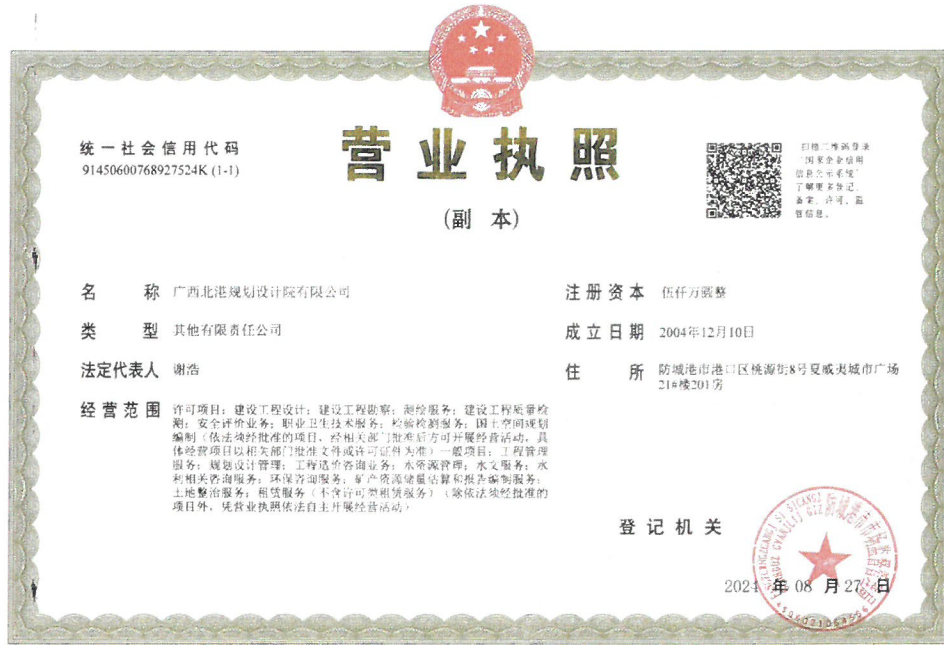 营业执照
(副 本)
统一社会信用代码
91450600768927524K (1-1)
扫描二维码登录
“国家企业信用
信息公示系统”
了解更多登记、
备案、许可、监
管信息。
名 称 广西北港规划设计院有限公司
类 型 其他有限责任公司
法定代表人 谢浩
经营范围 许可项目：建设工程设计；建设工程勘察；测绘服务；建设工程质量检
测；安全评价业务；职业卫生技术服务；检验检测服务；国土空间规划
编制（依法须经批准的项目，经相关部门批准后方可开展经营活动，具
体经营项目以相关部门批准文件或许可证件为准）一般项目：工程管理
服务；规划设计管理；工程造价咨询业务；水资源管理；水文服务；水
利相关咨询服务；环保咨询服务；矿产资源储量估算和报告编制服务；
土地整治服务；租赁服务（不含许可类租赁服务）（除依法须经批准的
项目外，凭营业执照依法自主开展经营活动）
注册资本 伍仟万圆整
成立日期 2004年12月10日
住 所 防城港市港口区桃源街8号夏威夷城市广场
21#楼201房
登记机关
2024 年 08 月 27 日